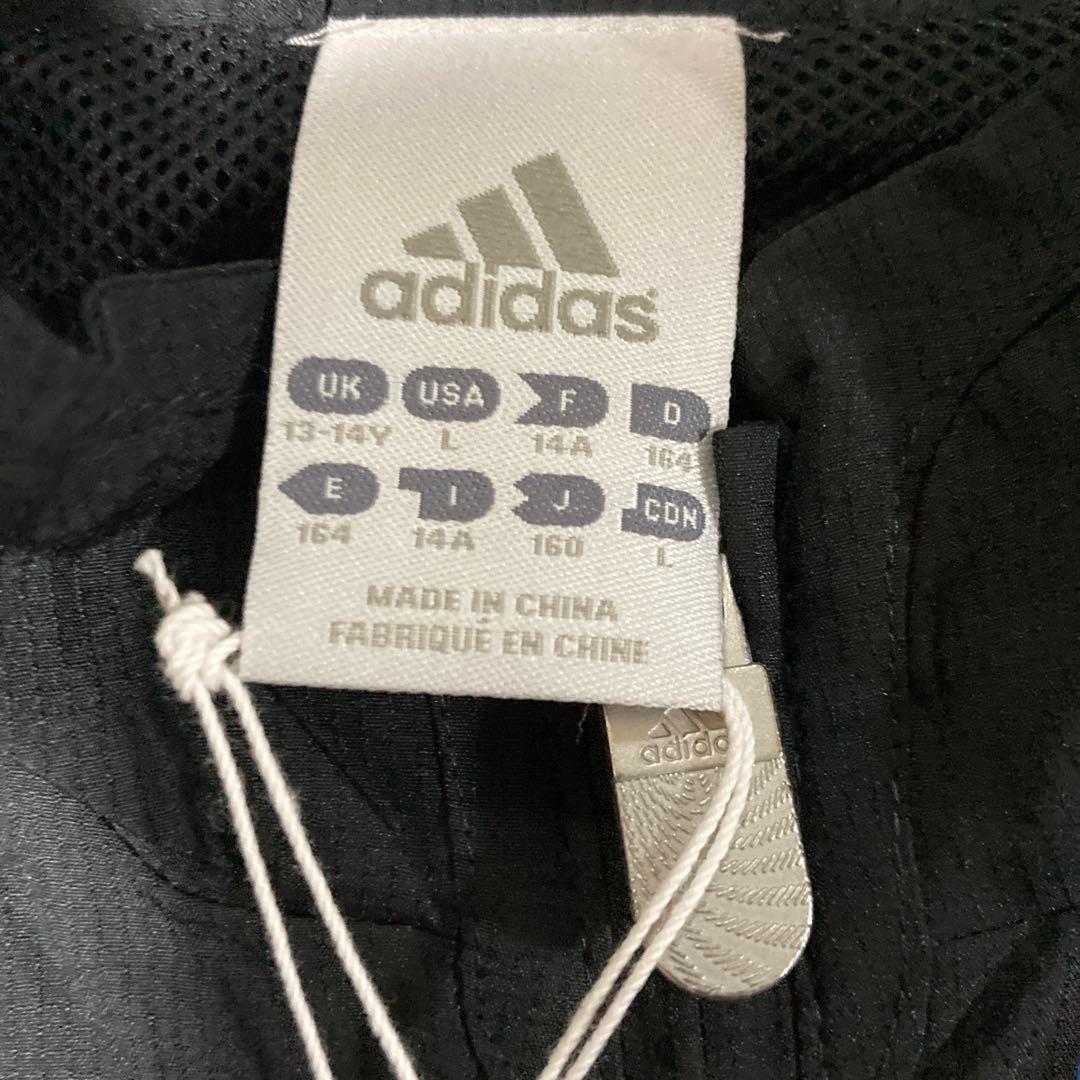 adidas
UK USA F D
13-14Y L 14A 164
E I J CDN
164 14A 160 L
MADE IN CHINA
FABRIQUÉ EN CHINE
adidas